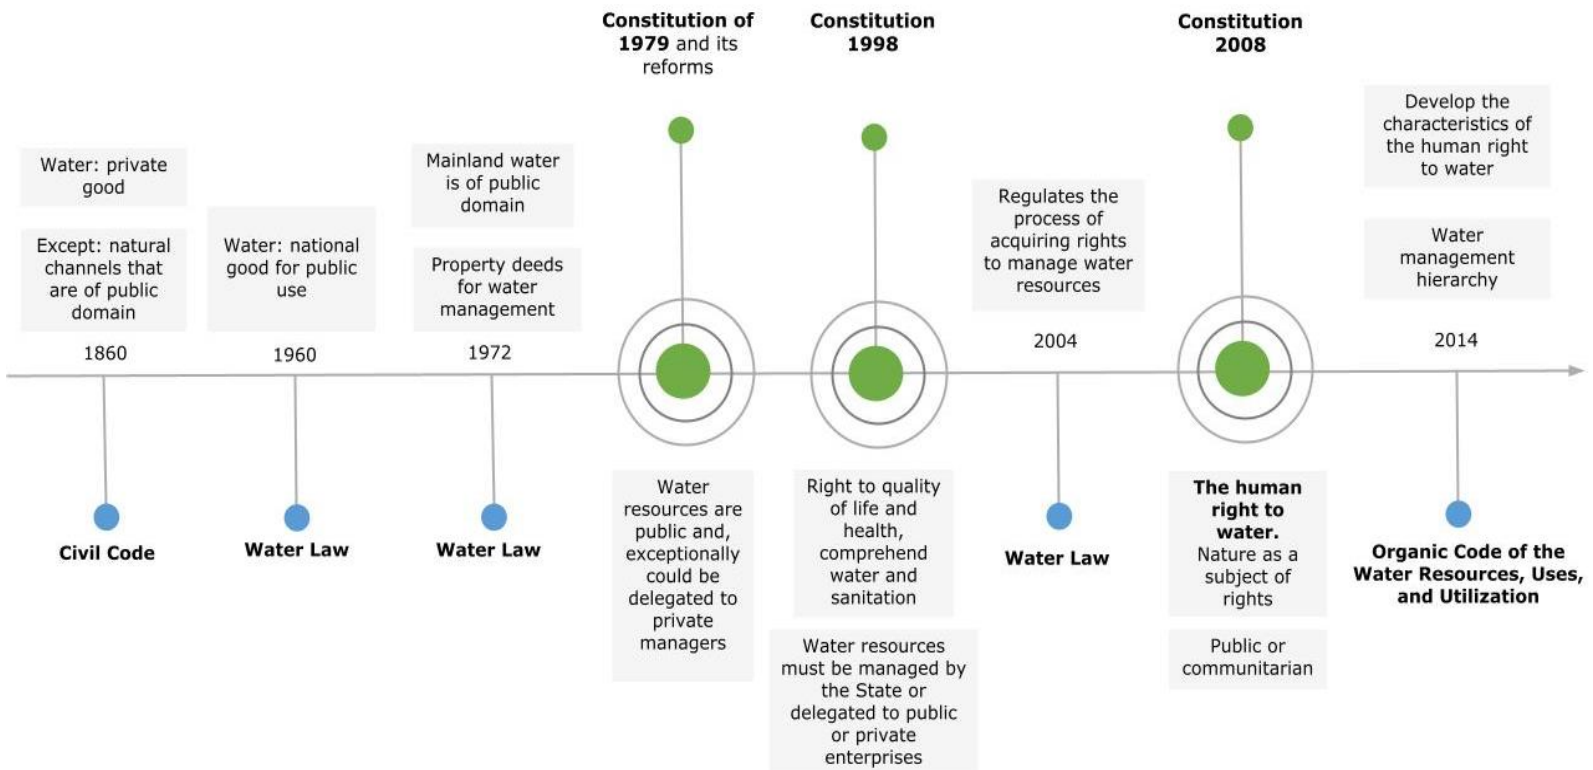 Water: private
good
Except: natural
channels that
are of public
domain
1860
Civil Code
Water: national
good for public
use
1960
Water Law
Mainland water
is of public
domain
Property deeds
for water
management
1972
Water Law
Constitution of
1979 and its
reforms
Water
resources are
public and,
exceptionally
could be
delegated to
private
managers
Constitution
1998
Right to quality
of life and
health,
comprehend
water and
sanitation
Water resources
must be managed by
the State or
delegated to public
or private
enterprises
Regulates the
process of
acquiring rights
to manage water
resources
2004
Water Law
Constitution
2008
The human
right to
water.
Nature as a
subject of
rights
Public or
communitarian
Develop the
characteristics of
the human right
to water
Water
management
hierarchy
2014
Organic Code of the
Water Resources, Uses,
and Utilization